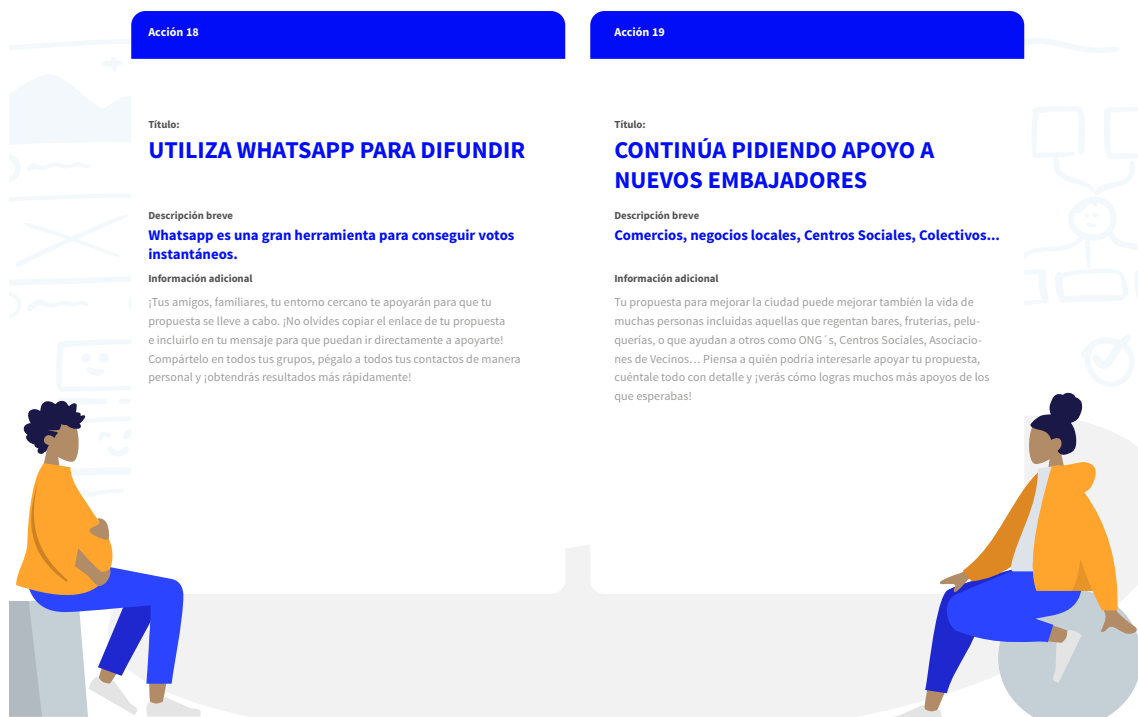 Acción 18
Título:
UTILIZA WHATSAPP PARA DIFUNDIR
Descripción breve
Whatsapp es una gran herramienta para conseguir votos
instantáneos.
Información adicional
¡Tus amigos, familiares, tu entorno cercano te apoyarán para que tu
propuesta se lleve a cabo. ¡No olvides copiar el enlace de tu propuesta
e incluirlo en tu mensaje para que puedan ir directamente a apoyarte!
Compártelo en todos tus grupos, pégalo a todos tus contactos de manera
personal y ¡obtendrás resultados más rápidamente!
Acción 19
Título:
CONTINÚA PIDIENDO APOYO A
NUEVOS EMBAJADORES
Descripción breve
Comercios, negocios locales, Centros Sociales, Colectivos...
Información adicional
Tu propuesta para mejorar la ciudad puede mejorar también la vida de
muchas personas incluidas aquellas que regentan bares, fruterías, pelu-
querías, o que ayudan a otros como ONG´s, Centros Sociales, Asociacio-
nes de Vecinos... Piensa a quién podría interesarle apoyar tu propuesta,
cuéntale todo con detalle y ¡verás cómo logras muchos más apoyos de los
que esperabas!